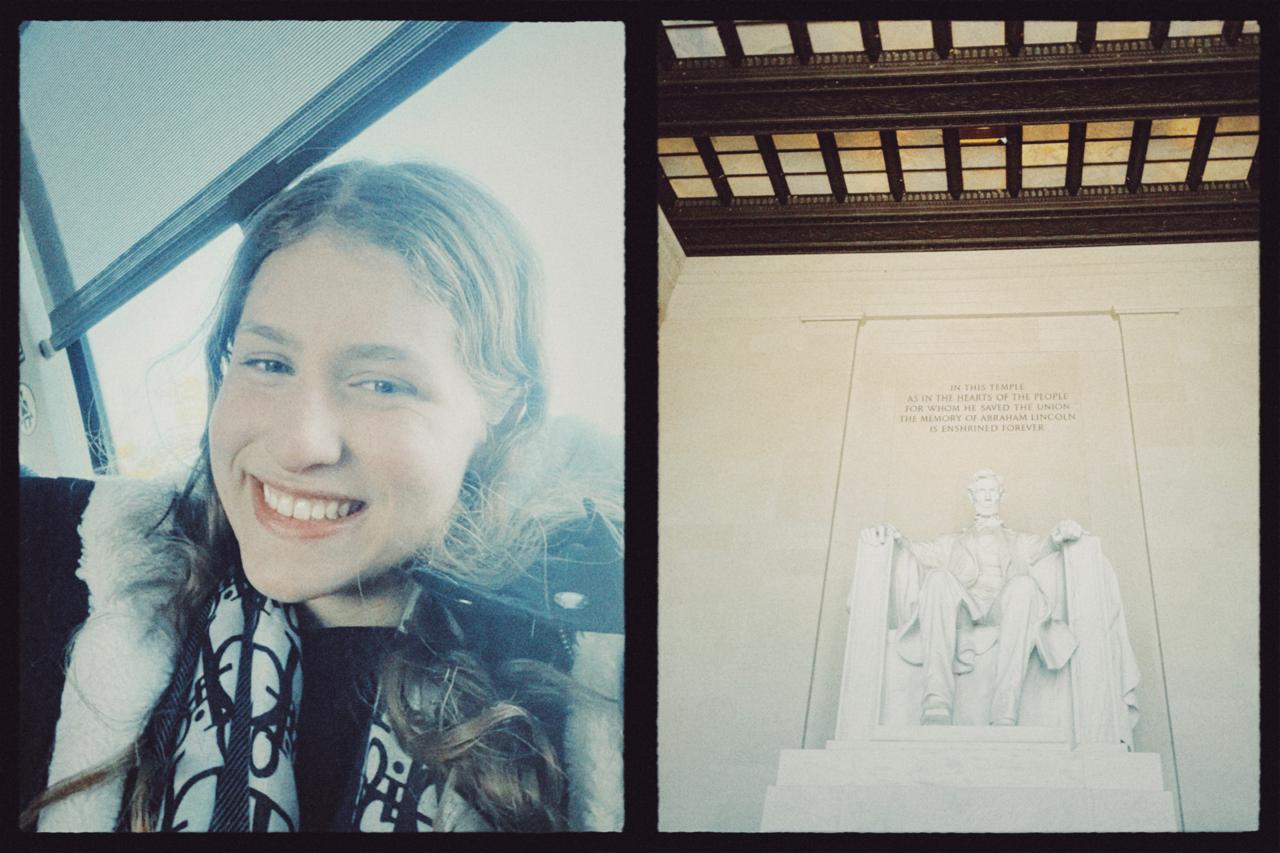 IN THIS TEMPLE
AS IN THE HEARTS OF THE PEOPLE
FOR WHOM HE SAVED THE UNION
THE MEMORY OF ABRAHAM LINCOLN
IS ENSHRINED FOREVER